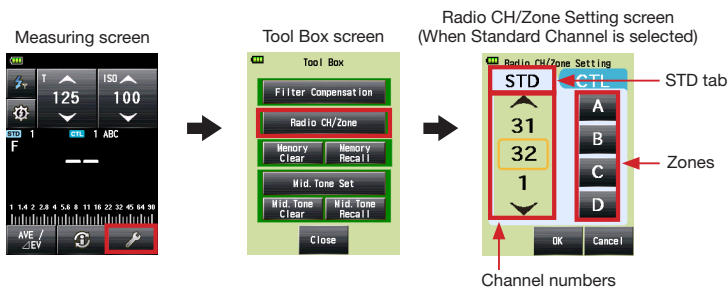 Measuring screen
T
125
ISO
100
STD 1 CTL 1 ABC
F
1 1.4 2 2.8 4 5.6 8 11 16 22 32 45 64 90
AVE /
⊿EV
Tool Box screen
Tool Box
Filter Compensation
Radio CH/Zone
Memory Clear
Memory Recall
Mid. Tone Set
Mid. Tone Clear
Mid. Tone Recall
Close
Radio CH/Zone Setting screen
(When Standard Channel is selected)
Radio CH/Zone Setting
STD
CTL
31
32
1
A
B
C
D
OK
Cancel
STD tab
Zones
Channel numbers